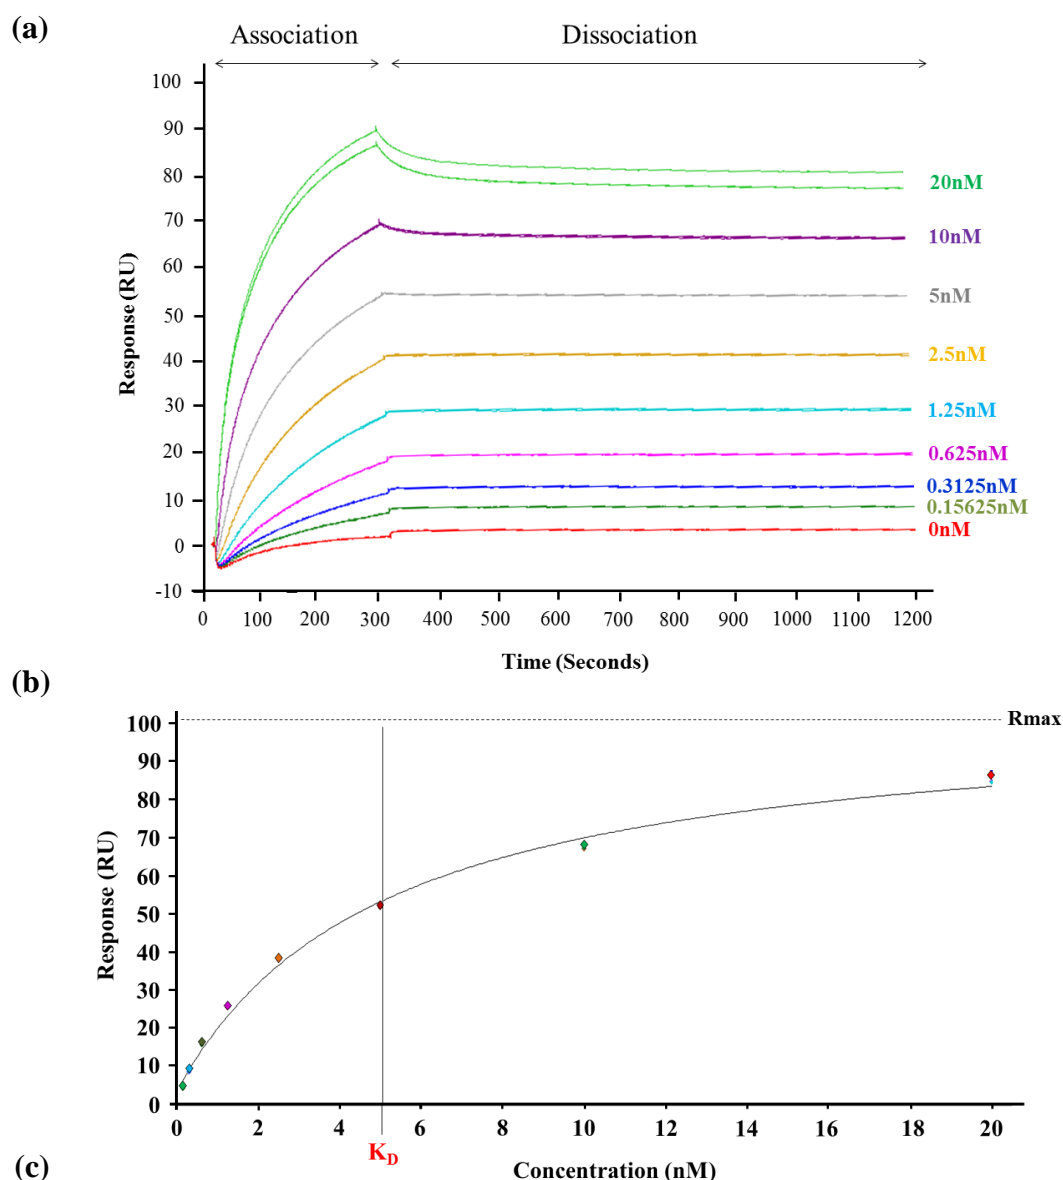 (a)
Association
Dissociation
100
90
80
70
60
50
40
30
20
10
0
-10
Response (RU)
20nM
10nM
5nM
2.5nM
1.25nM
0.625nM
0.3125nM
0.15625nM
0nM
0 100 200 300 500 600 700 800 900 1000 1100 1200
Time (Seconds)
(b)
Rmax
100
90
80
70
60
50
40
30
20
10
0
Response (RU)
0 2 4 6 8 10 12 14 16 18 20
KD
Concentration (nM)
(c)